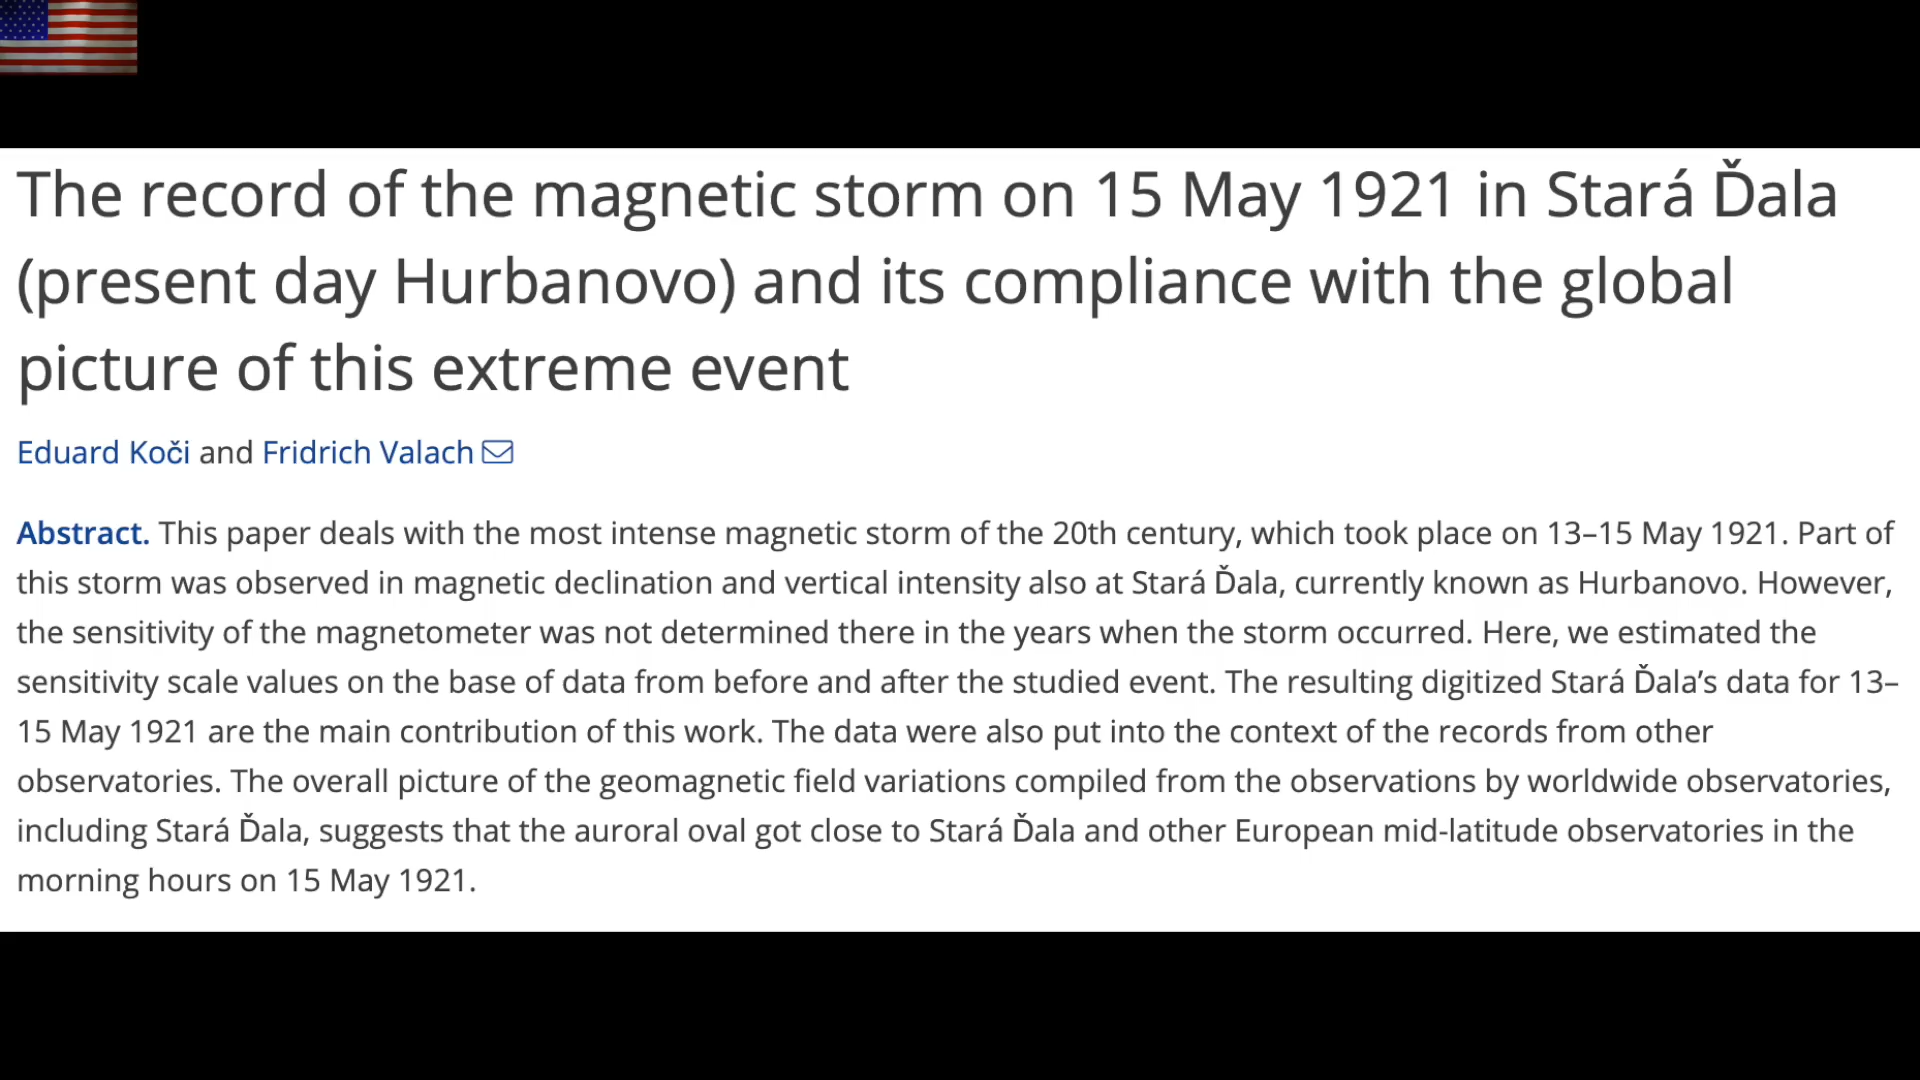 The record of the magnetic storm on 15 May 1921 in Stará Ďala
(present day Hurbanovo) and its compliance with the global
picture of this extreme event
Eduard Koči and Fridrich Valach
Abstract. This paper deals with the most intense magnetic storm of the 20th century, which took place on 13–15 May 1921. Part of
this storm was observed in magnetic declination and vertical intensity also at Stará Ďala, currently known as Hurbanovo. However,
the sensitivity of the magnetometer was not determined there in the years when the storm occurred. Here, we estimated the
sensitivity scale values on the base of data from before and after the studied event. The resulting digitized Stará Ďala’s data for 13–
15 May 1921 are the main contribution of this work. The data were also put into the context of the records from other
observatories. The overall picture of the geomagnetic field variations compiled from the observations by worldwide observatories,
including Stará Ďala, suggests that the auroral oval got close to Stará Ďala and other European mid-latitude observatories in the
morning hours on 15 May 1921.